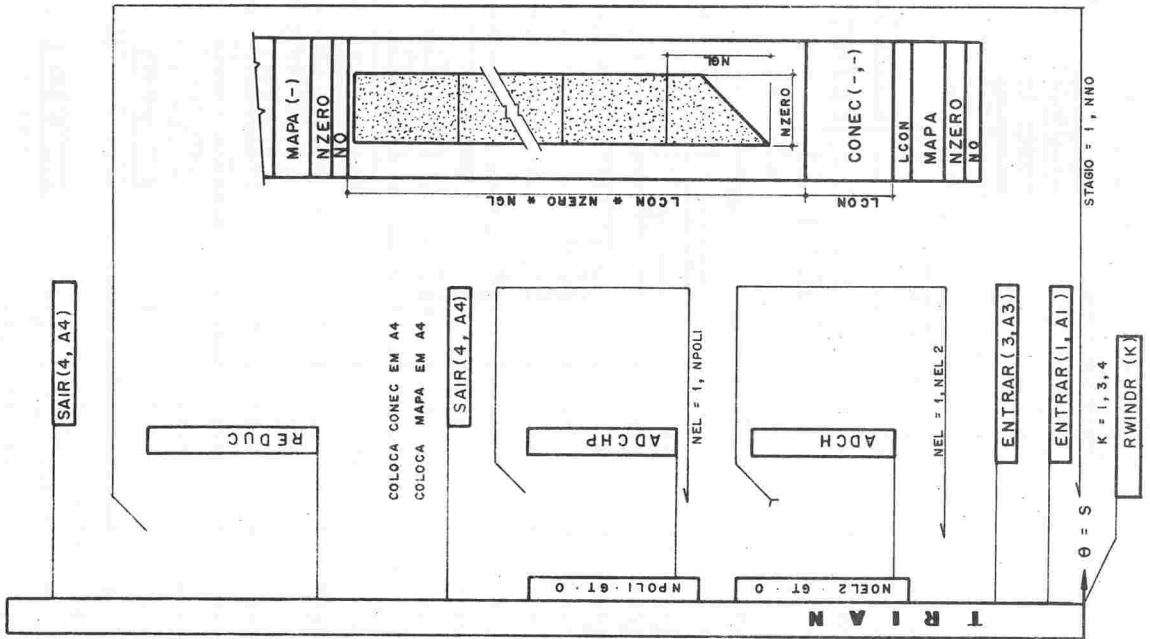 SAIR(4, A4)
REDUC
COLOCA CONEC EM A4
COLOCA MAPA EM A4
SAIR(4, A4)
ADCHP
NPOLI·GT·O
NEL = 1, NPOLI
ADCH
NOEL2·GT·O
NEL = 1, NEL 2
ENTRAR(3,A3)
ENTRAR(1, A1)
TRIAN
θ = S
K = 1, 3, 4
RWINDR (K)
STAGIO = 1, NNO
MAPA (-)
NZERO
NO
LCON * NZERO * NGL
NGL
NZERO
CONEC (-,-)
LCON
LCON
MAPA
NZERO
NO